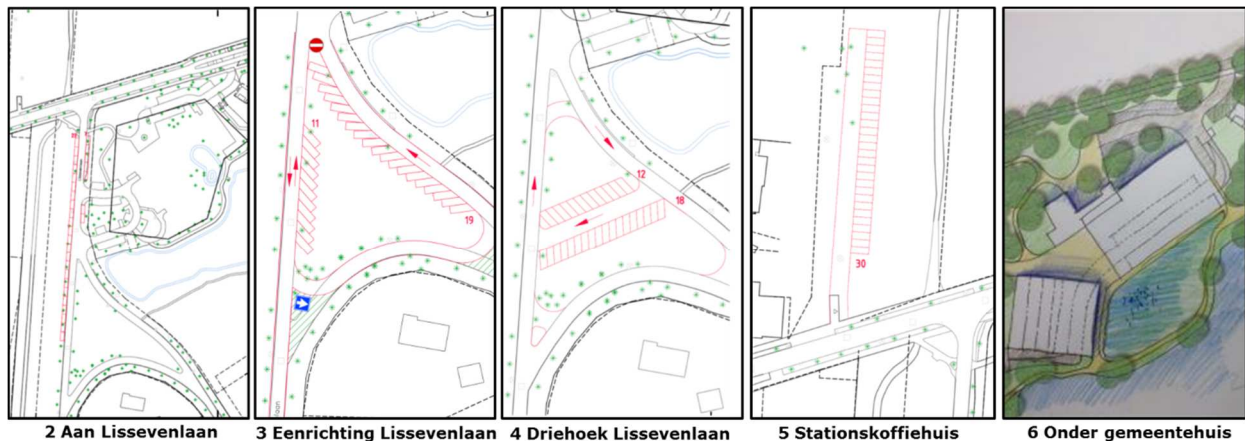 11
19
12
18
30
2 Aan Lissevenlaan
3 Eenrichting Lissevenlaan
4 Driehoek Lissevenlaan
5 Stationskoffiehuis
6 Onder gemeentehuis